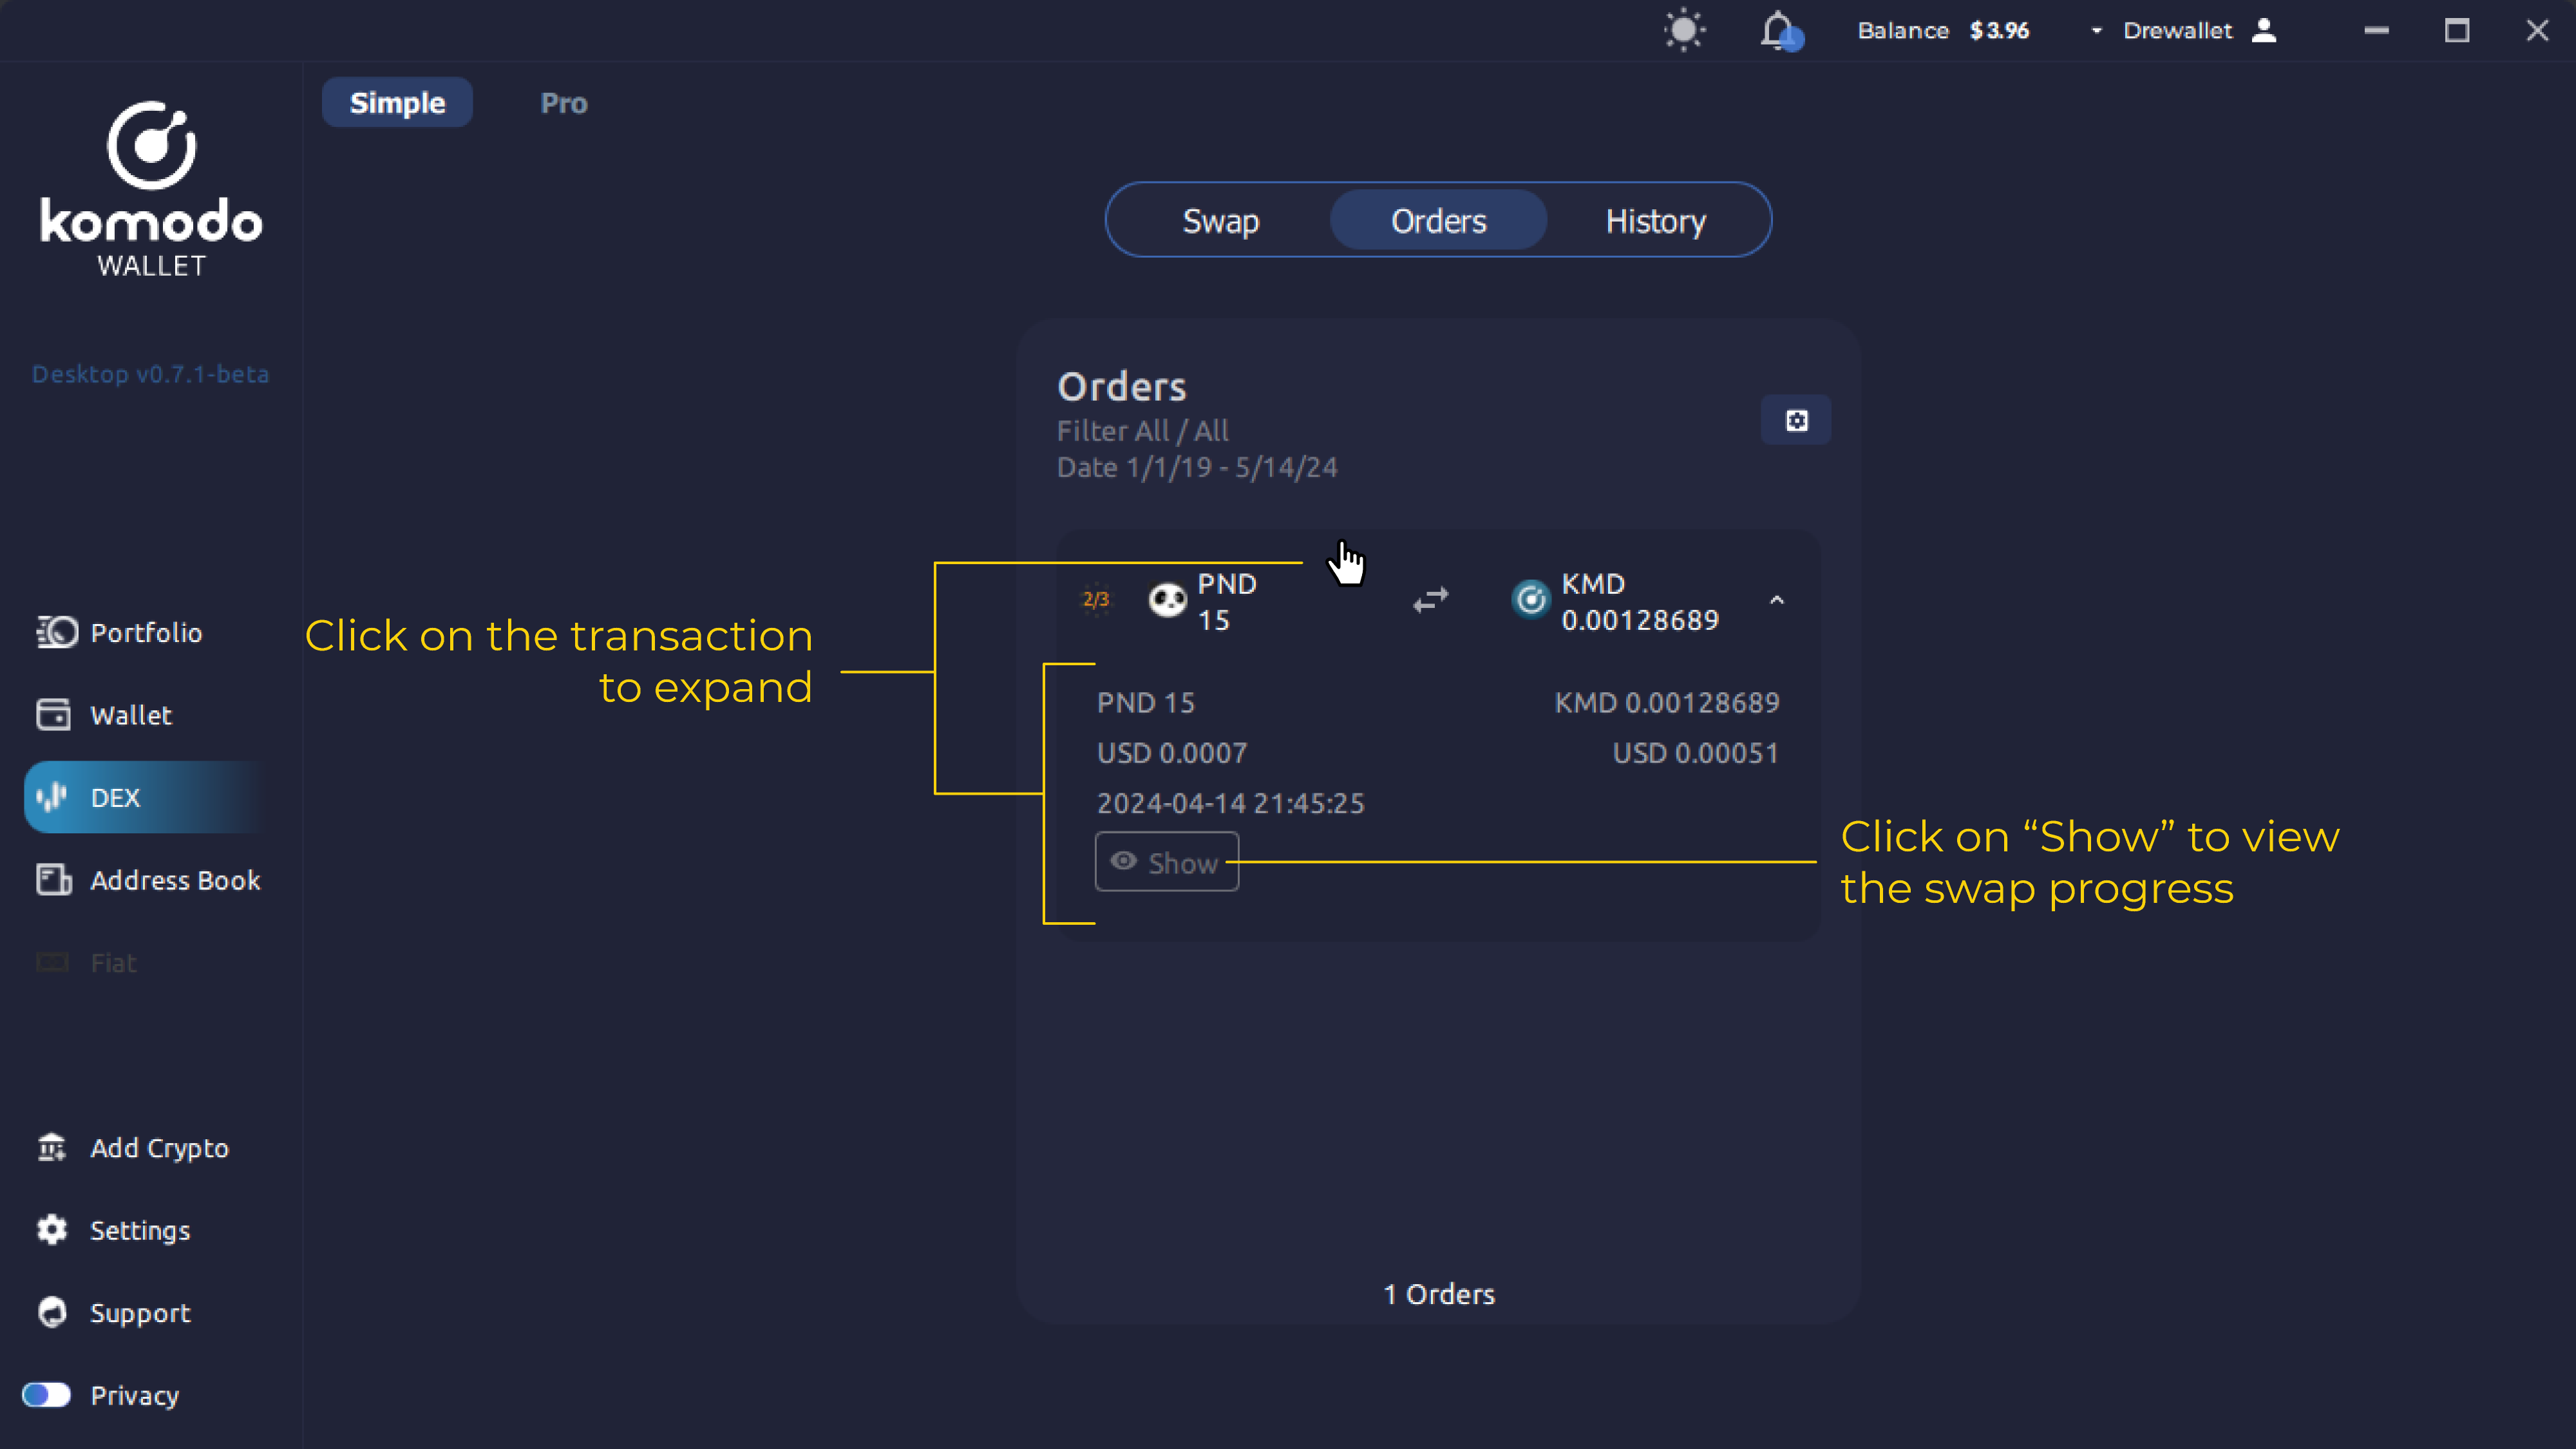 Balance $3.96 Drewallet
Simple Pro
komodo
WALLET
Swap Orders History
Desktop v0.7.1-beta
Orders
Filter All / All
Date 1/1/19 - 5/14/24
2/3 PND KMD
15 0.00128689
Portfolio
Click on the transaction
to expand
Wallet
PND 15 KMD 0.00128689
USD 0.0007 USD 0.00051
DEX
2024-04-14 21:45:25
Show
Click on “Show” to view
the swap progress
Address Book
Fiat
Add Crypto
Settings
1 Orders
Support
Privacy